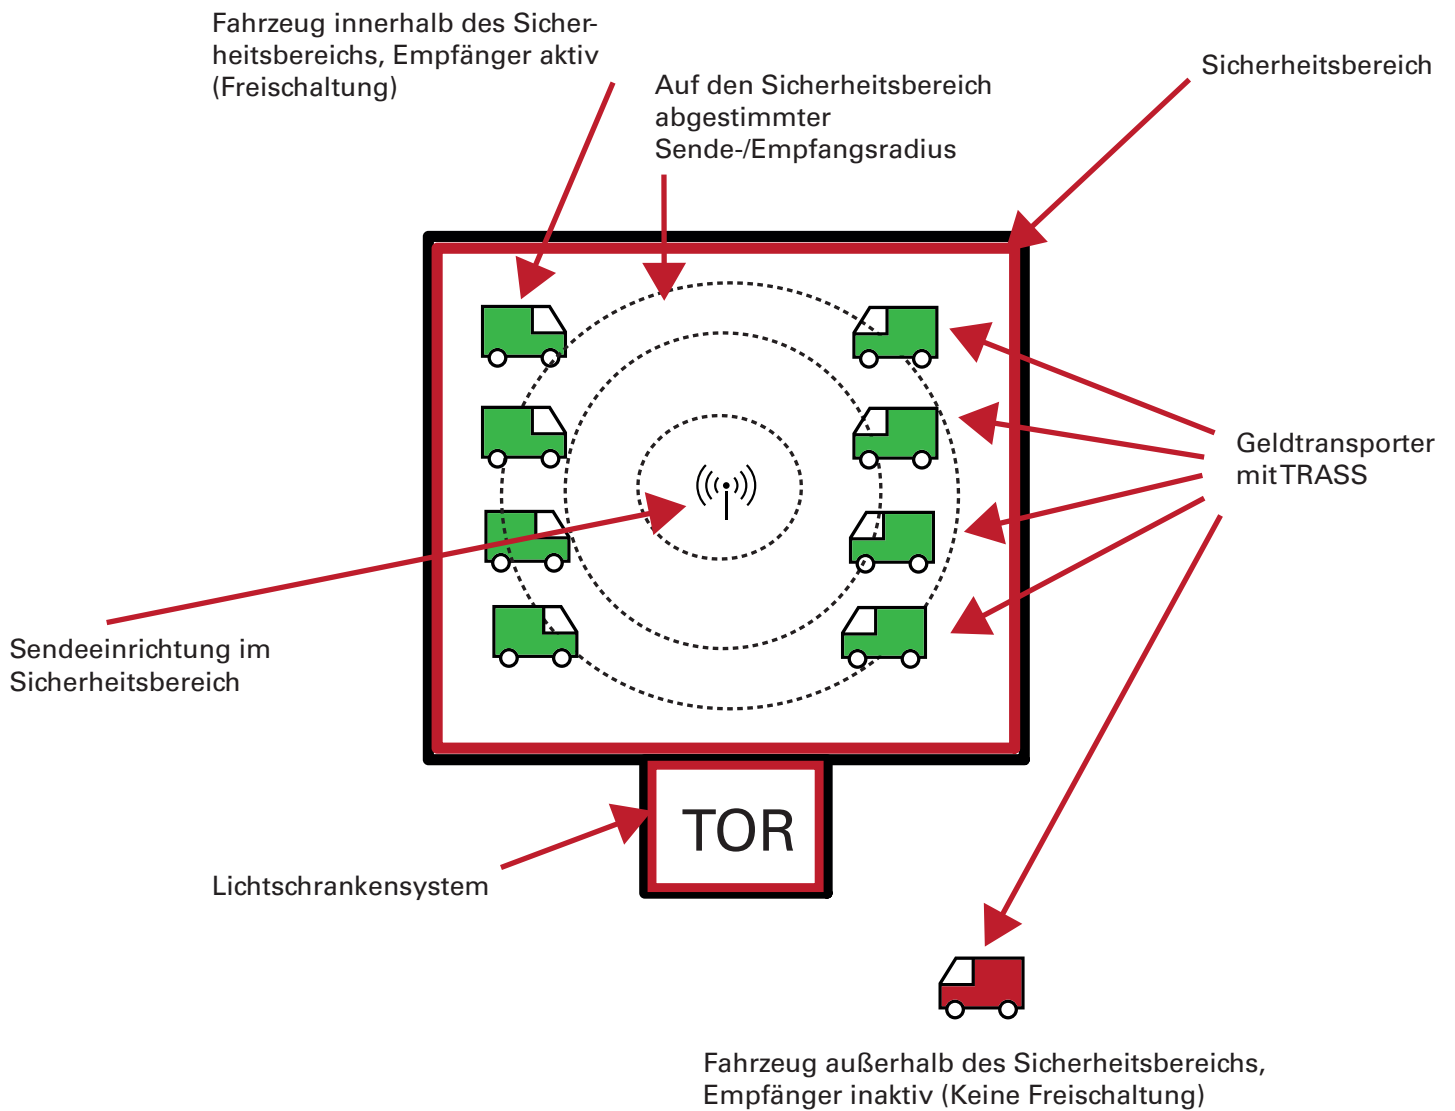 Fahrzeug innerhalb des Sicher-
heitsbereichs, Empfänger aktiv
(Freischaltung)
Auf den Sicherheitsbereich
abgestimmter
Sende-/Empfangsradius
Sicherheitsbereich
Geldtransporter
mit TRASS
Sendeeinrichtung im
Sicherheitsbereich
TOR
Lichtschrankensystem
Fahrzeug außerhalb des Sicherheitsbereichs,
Empfänger inaktiv (Keine Freischaltung)